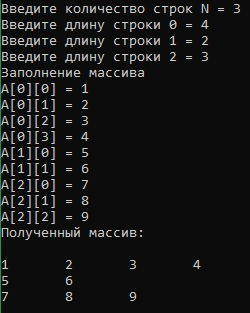 Введите количество строк N = 3
Введите длину строки 0 = 4
Введите длину строки 1 = 2
Введите длину строки 2 = 3
Заполнение массива
A[0][0] = 1
A[0][1] = 2
A[0][2] = 3
A[0][3] = 4
A[1][0] = 5
A[1][1] = 6
A[2][0] = 7
A[2][1] = 8
A[2][2] = 9
Полученный массив:
1 2 3 4
5 6
7 8 9